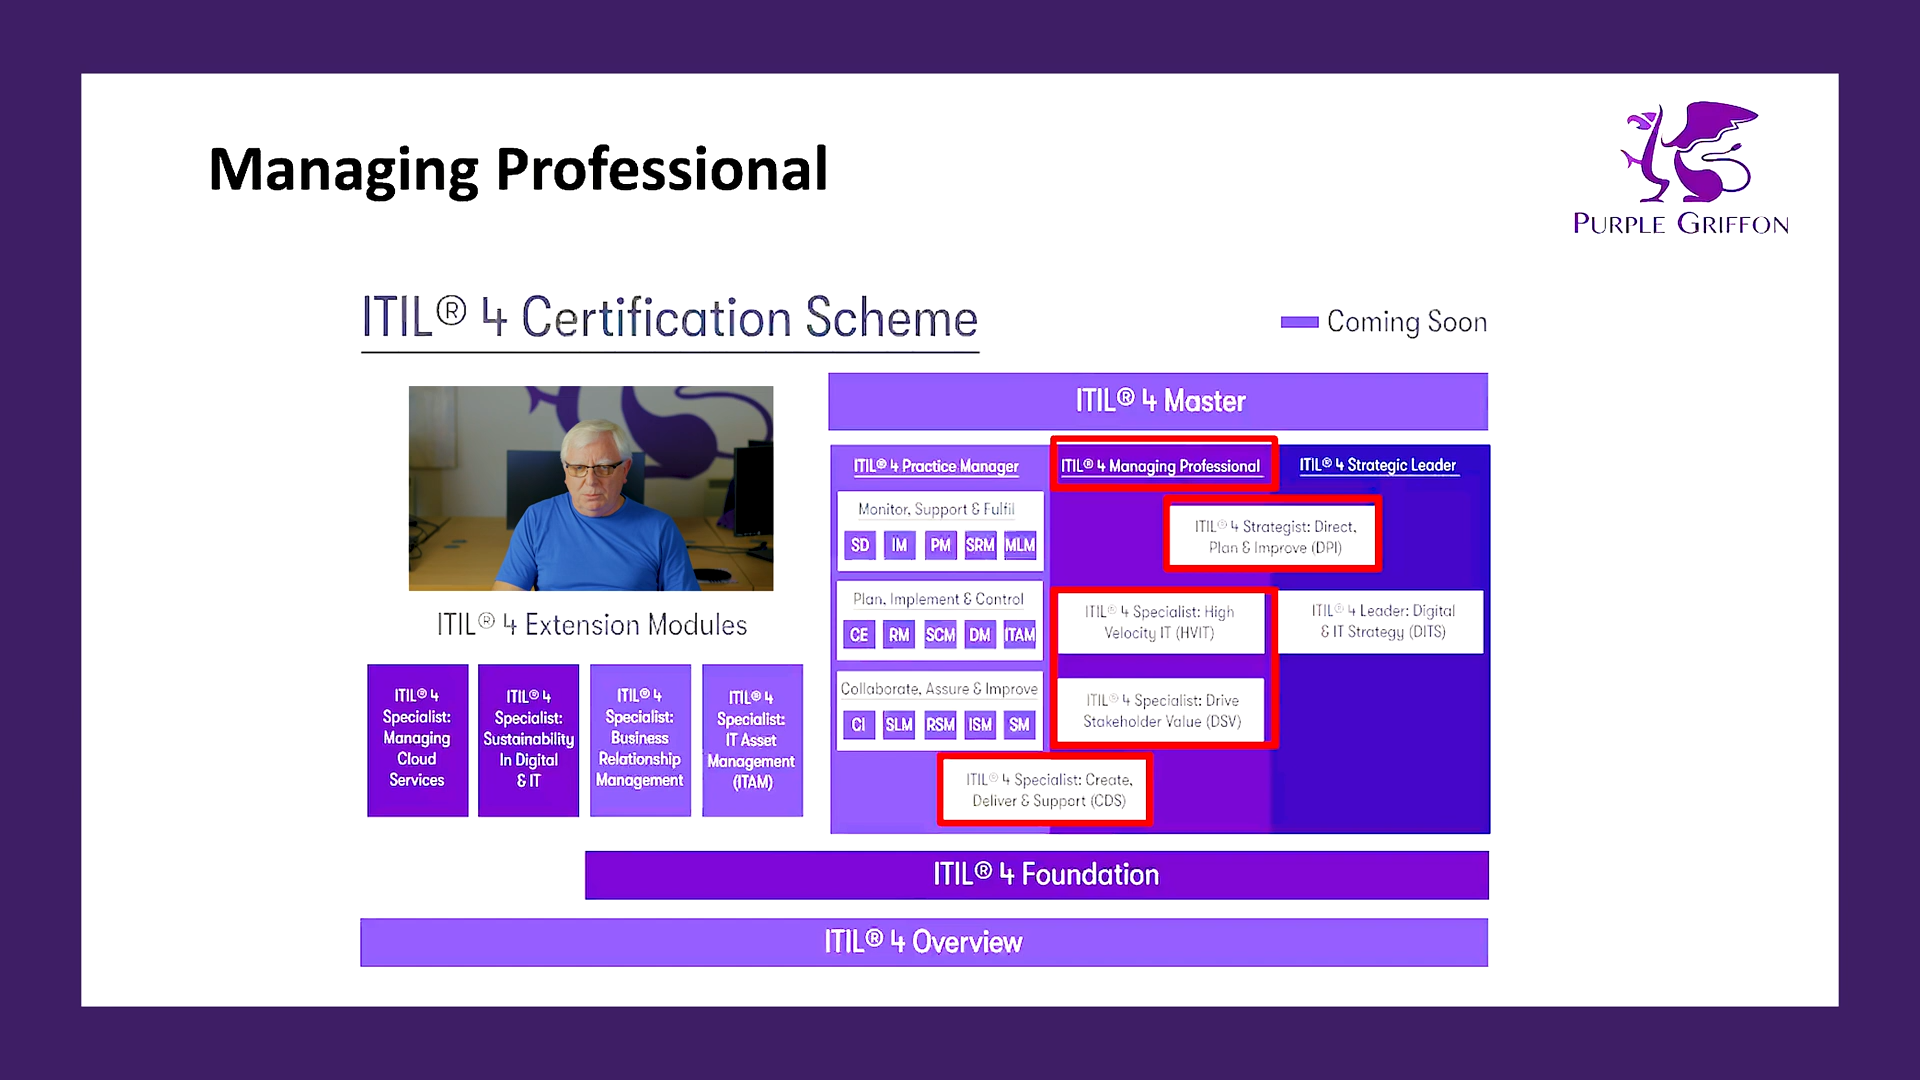 Managing Professional
PURPLE GRIFFON
ITIL® 4 Certification Scheme
Coming Soon
ITIL® 4 Master
ITIL® 4 Practice Manager
Monitor, Support & Fulfil
SD IM PM SRM MLM
Plan, Implement & Control
CE RM SCM DM ITAM
Collaborate, Assure & Improve
CI SLM RSM ISM SM
ITIL® 4 Managing Professional
ITIL® 4 Strategic Leader
ITIL® 4 Strategist: Direct,
Plan & Improve (DPI)
ITIL® 4 Specialist: High
Velocity IT (HVIT)
ITIL® 4 Leader: Digital
& IT Strategy (DITS)
ITIL® 4 Specialist: Drive
Stakeholder Value (DSV)
ITIL® 4 Specialist: Create,
Deliver & Support (CDS)
ITIL® 4 Extension Modules
ITIL® 4
Specialist:
Managing
Cloud
Services
ITIL® 4
Specialist:
Sustainability
In Digital
& IT
ITIL® 4
Specialist:
Business
Relationship
Management
ITIL® 4
Specialist:
IT Asset
Management
(ITAM)
ITIL® 4 Foundation
ITIL® 4 Overview